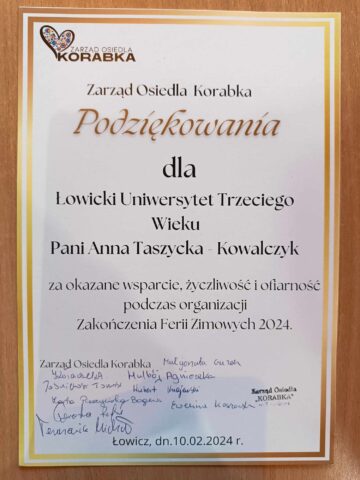 ZARZĄD OSIEDLA
KORABKA
Zarząd Osiedla Korabka
Podziękowania
dla
Łowicki Uniwersytet Trzeciego
Wieku
Pani Anna Taszycka - Kowalczyk
za okazane wsparcie, życzliwość i ofiarność
podczas organizacji
Zakończenia Ferii Zimowych 2024.
Zarząd Osiedla Korabka Małgorzata
Agnieszka
Hubert
Zarząd Osiedla
"KORABKA"
Ewelina
Łowicz, dn.10.02.2024 r.